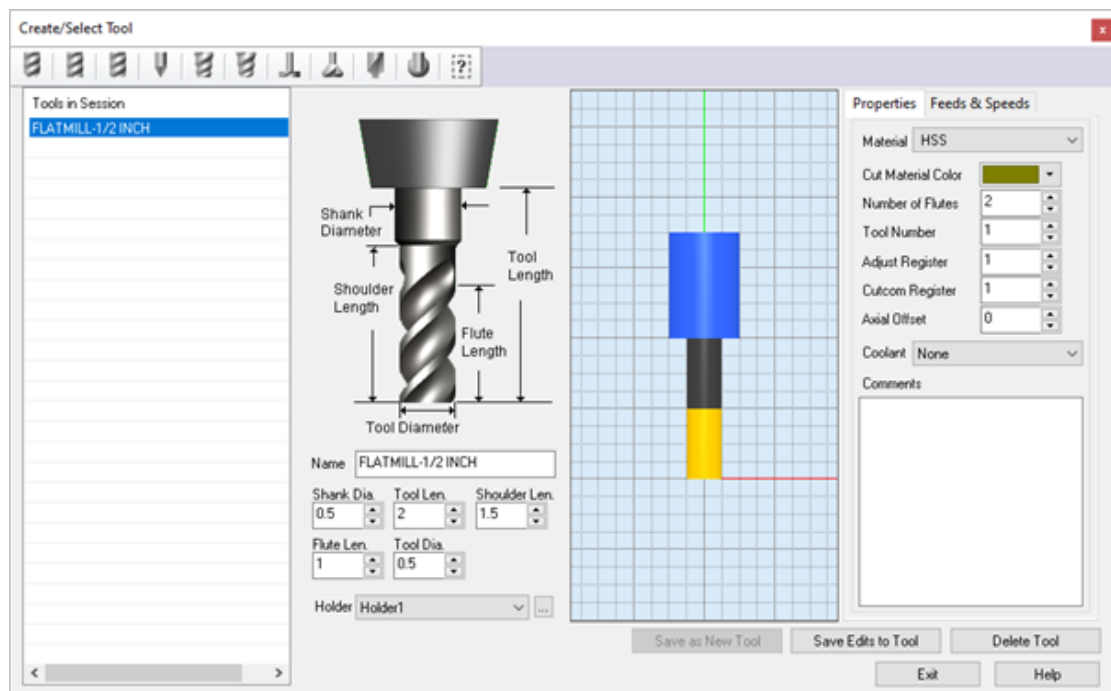 Create/Select Tool
Tools in Session
FLATMILL-1/2 INCH
Shank
Diameter
Shoulder
Length
Tool
Length
Flute
Length
Tool Diameter
Name FLATMILL-1/2 INCH
Shank Dia. Tool Len. Shoulder Len.
0.5 2 1.5
Flute Len. Tool Dia.
1 0.5
Holder Holder1 ...
Properties Feeds & Speeds
Material HSS
Cut Material Color
Number of Flutes 2
Tool Number 1
Adjust Register 1
Cutcom Register 1
Axial Offset 0
Coolant None
Comments
Save as New Tool Save Edits to Tool Delete Tool
Exit Help